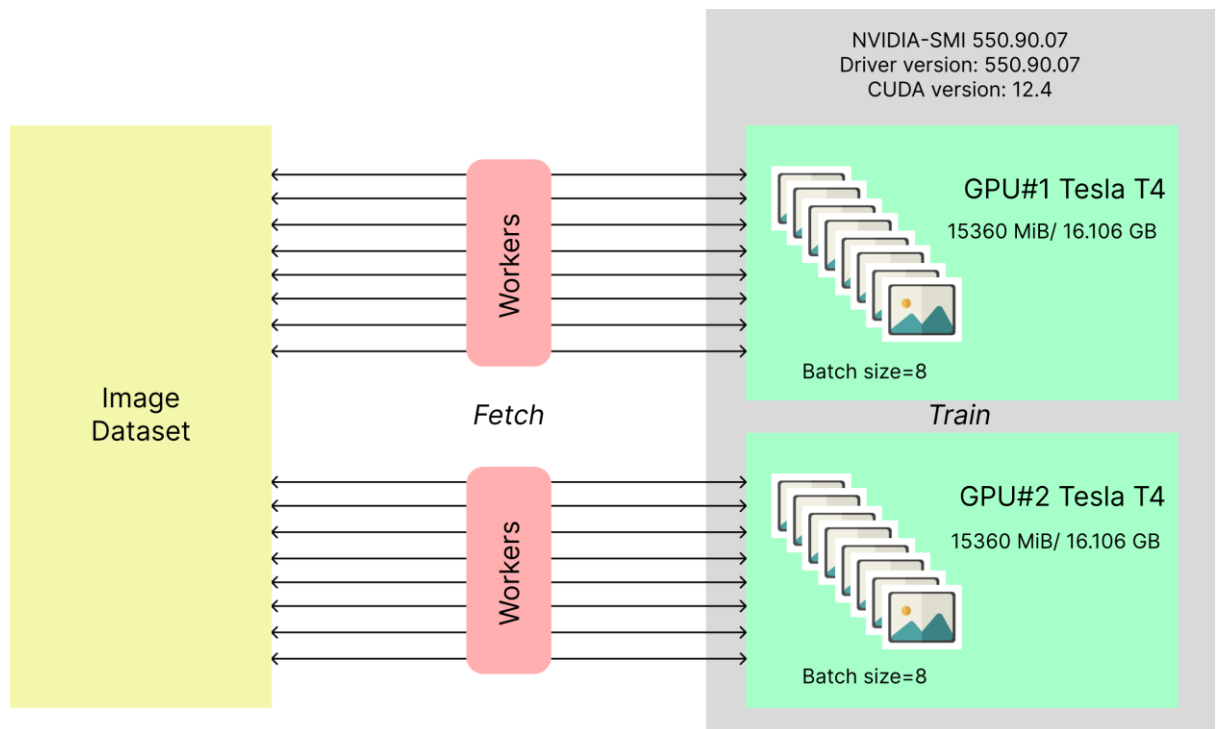 NVIDIA-SMI 550.90.07
Driver version: 550.90.07
CUDA version: 12.4
Image
Dataset
Workers
Fetch
Workers
GPU#1 Tesla T4
15360 MiB/ 16.106 GB
Batch size=8
Train
GPU#2 Tesla T4
15360 MiB/ 16.106 GB
Batch size=8